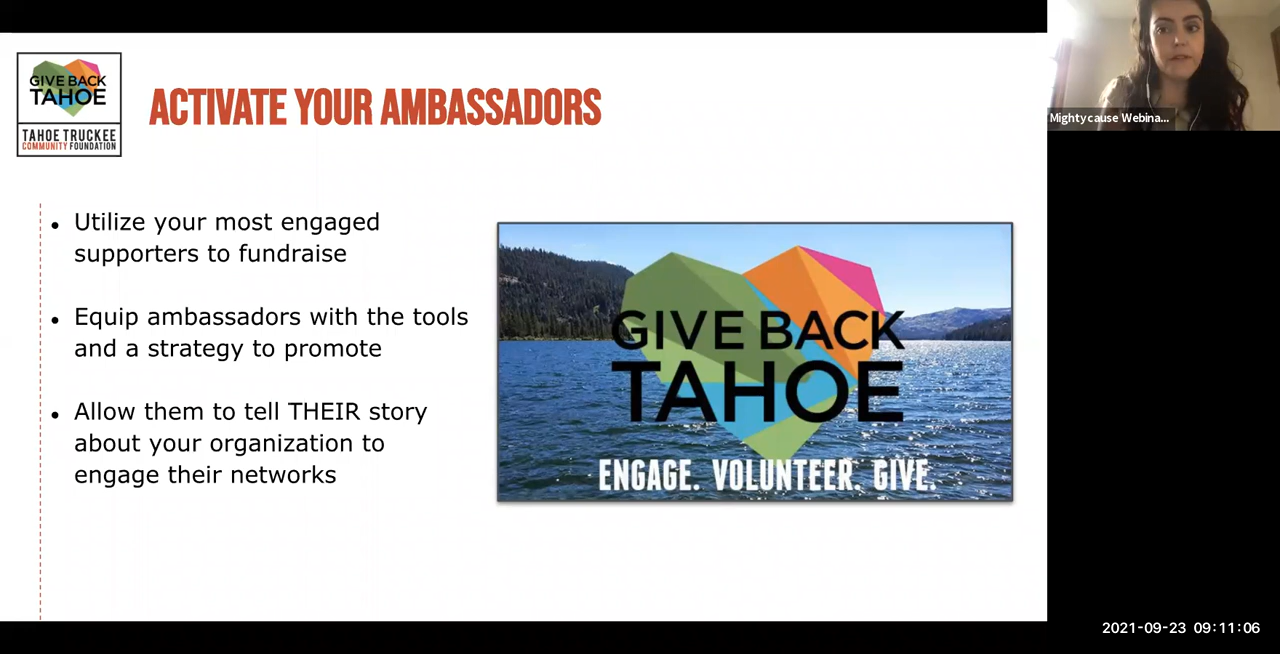 GIVE BACK
TAHOE
TAHOE TRUCKEE
COMMUNITY FOUNDATION
ACTIVATE YOUR AMBASSADORS
• Utilize your most engaged
supporters to fundraise
• Equip ambassadors with the tools
and a strategy to promote
• Allow them to tell THEIR story
about your organization to
engage their networks
GIVE BACK
TAHOE
ENGAGE. VOLUNTEER. GIVE.
Mightycause Webina...
2021-09-23 09:11:06